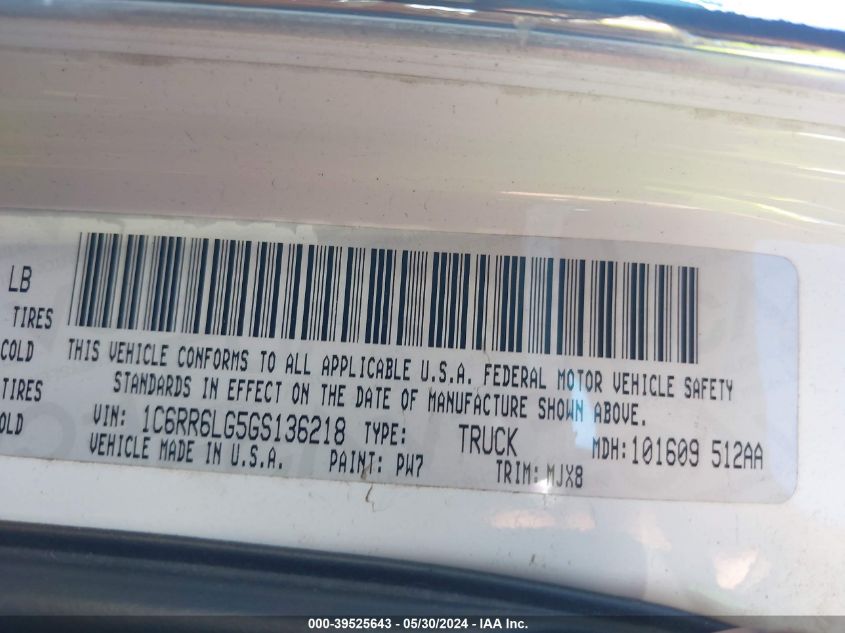 LB
TIRES
COLD
TIRES
OLD
THIS VEHICLE CONFORMS TO ALL APPLICABLE U.S.A. FEDERAL MOTOR VEHICLE SAFETY
STANDARDS IN EFFECT ON THE DATE OF MANUFACTURE SHOWN ABOVE.
VIN: 1C6RR6LG5GS136218 TYPE: TRUCK MDH:101609 512AA
VEHICLE MADE IN U.S.A. PAINT: PW7 TRIM: MJX8
000-39525643 / 05/30/2024 - IAA Inc.